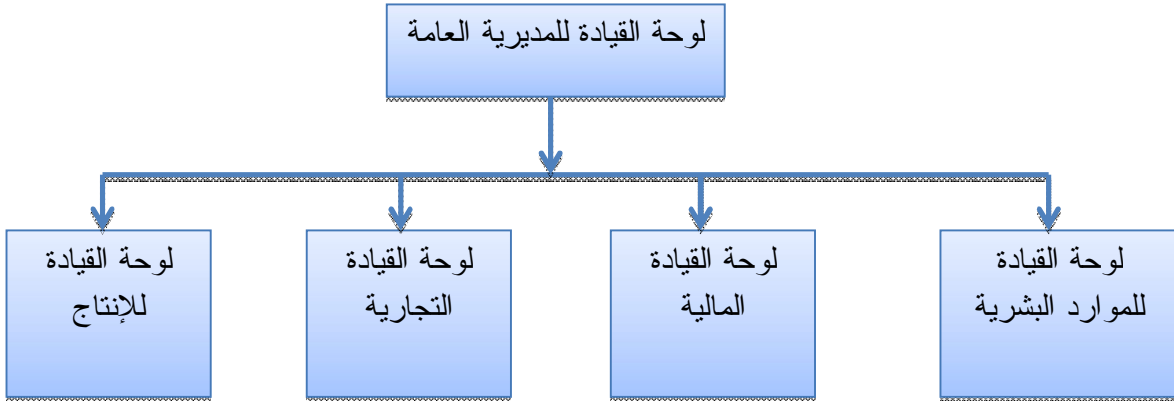 لوحة القيادة للمديرية العامة
لوحة القيادة
للموارد البشرية
لوحة القيادة
المالية
لوحة القيادة
التجارية
لوحة القيادة
للإنتاج